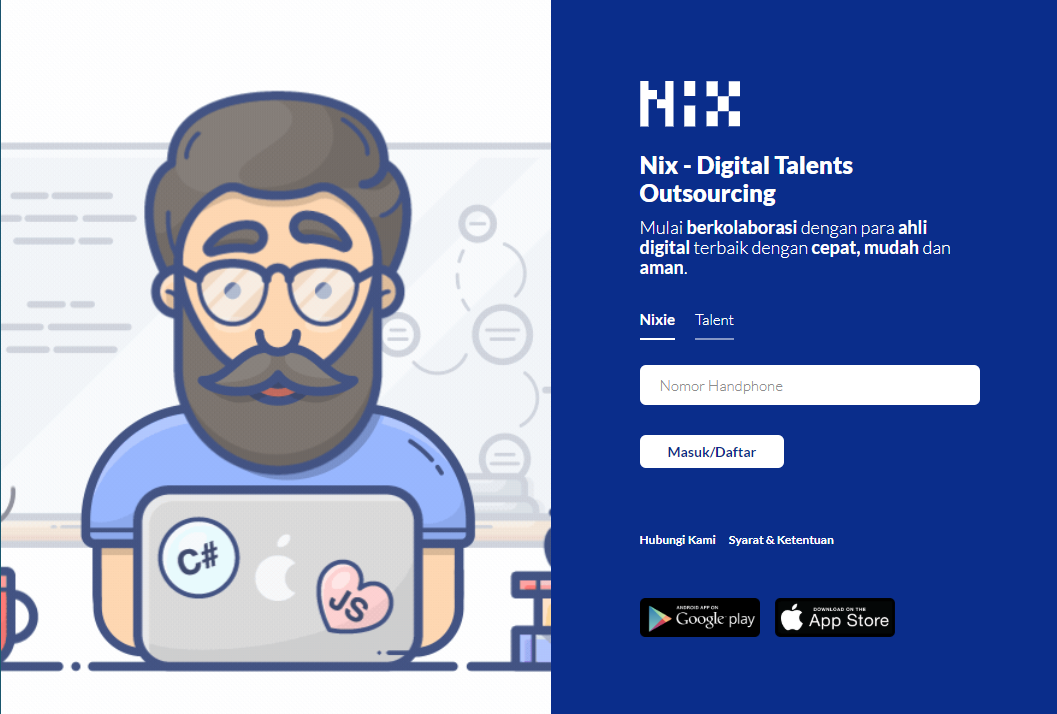 NIX
Nix - Digital Talents
Outsourcing
Mulai berkolaborasi dengan para ahli
digital terbaik dengan cepat, mudah dan
aman.
Nixie Talent
Nomor Handphone
Masuk/Daftar
Hubungi Kami Syarat & Ketentuan
ANDROID APP ON
Google play
DOWNLOAD ON THE
App Store
C#
JS